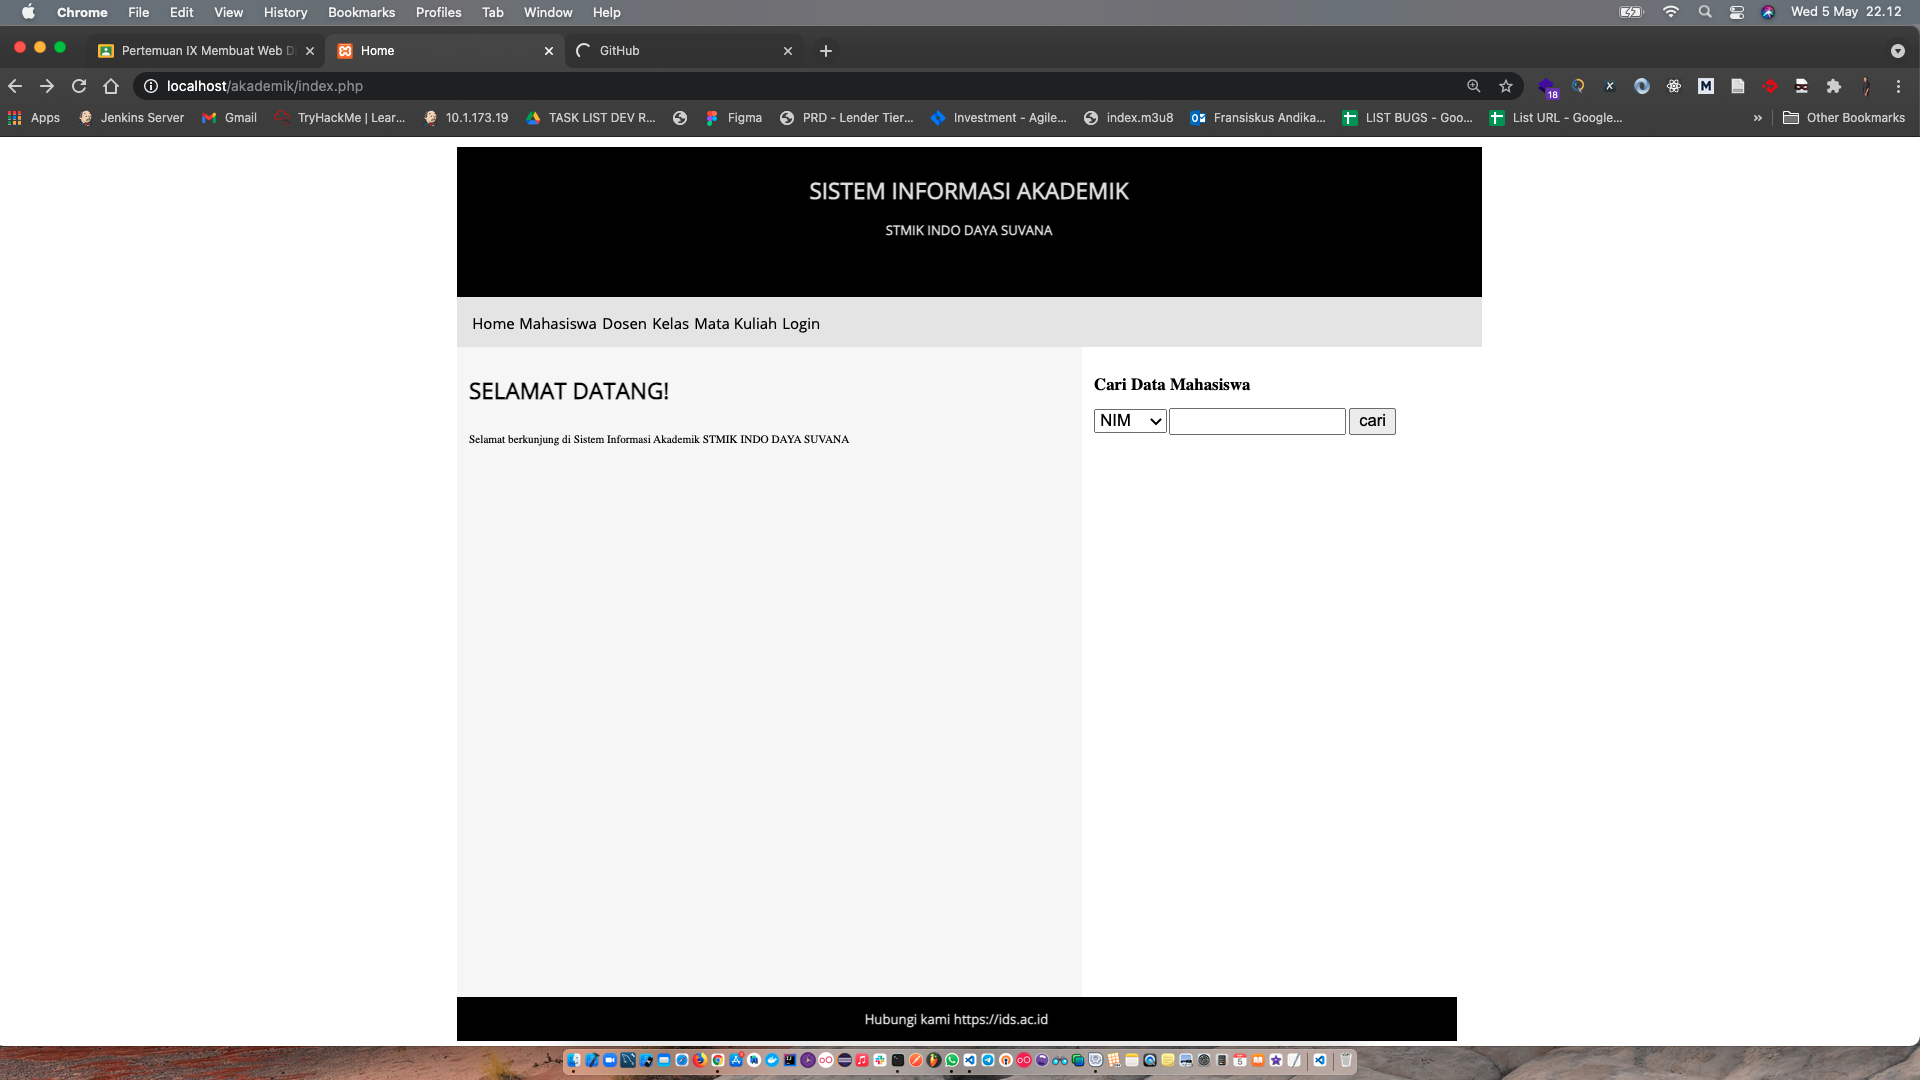 Chrome File Edit View History Bookmarks Profiles Tab Window Help Wed 5 May 22.12
Pertemuan IX Membuat Web D Home GitHub
localhost/akademik/index.php 18
Apps Jenkins Server Gmail TryHackMe | Lear... 10.1.173.19 TASK LIST DEV R... Figma PRD - Lender Tier... Investment - Agile... index.m3u8 Fransiskus Andika... LIST BUGS - Goo... List URL - Google... » Other Bookmarks
SISTEM INFORMASI AKADEMIK
STMIK INDO DAYA SUVANA
Home Mahasiswa Dosen Kelas Mata Kuliah Login
SELAMAT DATANG!
Selamat berkunjung di Sistem Informasi Akademik STMIK INDO DAYA SUVANA
Cari Data Mahasiswa
NIM cari
Hubungi kami https://ids.ac.id